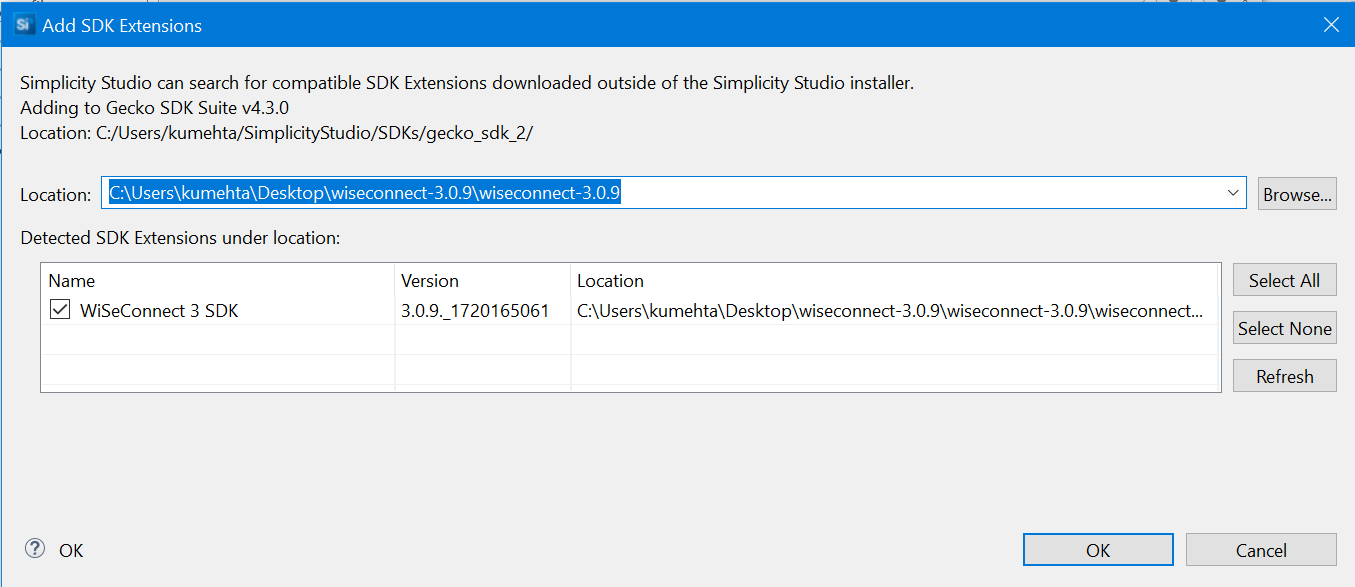 Si Add SDK Extensions
Simplicity Studio can search for compatible SDK Extensions downloaded outside of the Simplicity Studio installer.
Adding to Gecko SDK Suite v4.3.0
Location: C:/Users/kumehta/SimplicityStudio/SDKs/gecko_sdk_2/
Location: C:\Users\kumehta\Desktop\wiseconnect-3.0.9\wiseconnect-3.0.9 Browse...
Detected SDK Extensions under location:
Name Version Location Select All
WiSeConnect 3 SDK 3.0.9._1720165061 C:\Users\kumehta\Desktop\wiseconnect-3.0.9\wiseconnect-3.0.9\wiseconnect...
Select None
Refresh
? OK OK Cancel